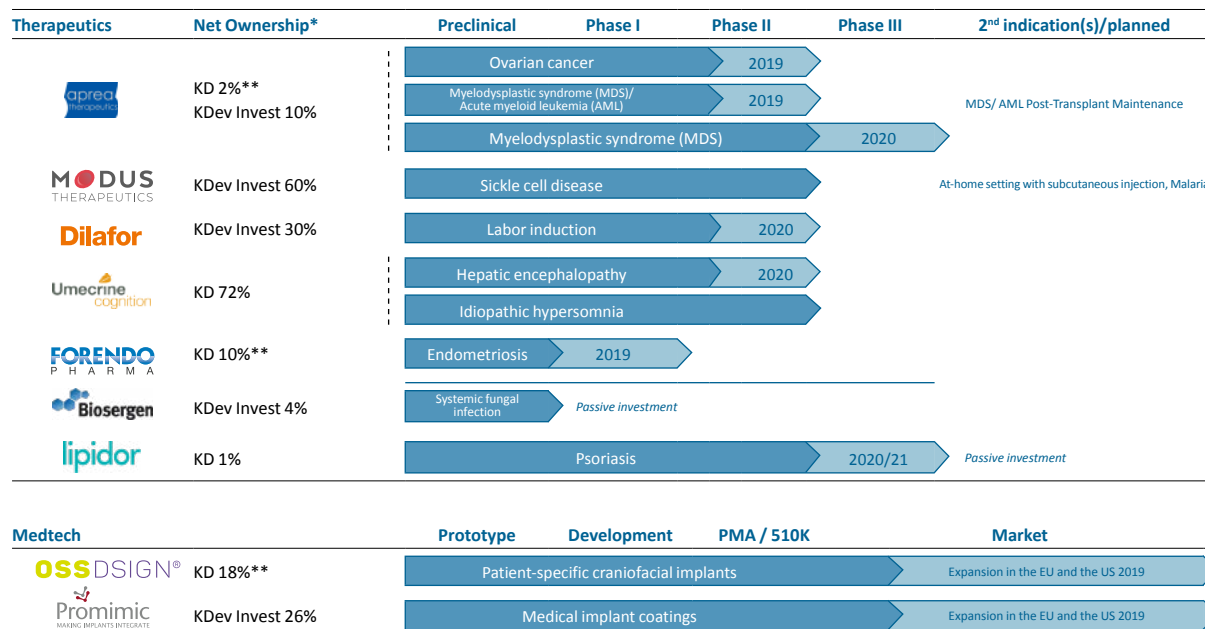 Therapeutics Net Ownership* Preclinical Phase I Phase II Phase III 2nd indication(s)/planned
Ovarian cancer 2019
aprea
therapeutics
KD 2%**
KDev Invest 10%
Myelodysplastic syndrome (MDS)/
Acute myeloid leukemia (AML)
2019
MDS/ AML Post-Transplant Maintenance
Myelodysplastic syndrome (MDS) 2020
MODUS
THERAPEUTICS
KDev Invest 60% Sickle cell disease At-home setting with subcutaneous injection, Malaria
Dilafor KDev Invest 30% Labor induction 2020
Umecrine
cognition
KD 72%
Hepatic encephalopathy 2020
Idiopathic hypersomnia
FORENDO
PHARMA
KD 10%** Endometriosis 2019
Biosergen KDev Invest 4%
Systemic fungal
infection
Passive investment
lipidor KD 1% Psoriasis 2020/21 Passive investment
Medtech Prototype Development PMA / 510K Market
OSSDSIGN® KD 18%** Patient-specific craniofacial implants Expansion in the EU and the US 2019
Promimic
MAKING IMPLANTS INTEGRATE
KDev Invest 26% Medical implant coatings Expansion in the EU and the US 2019